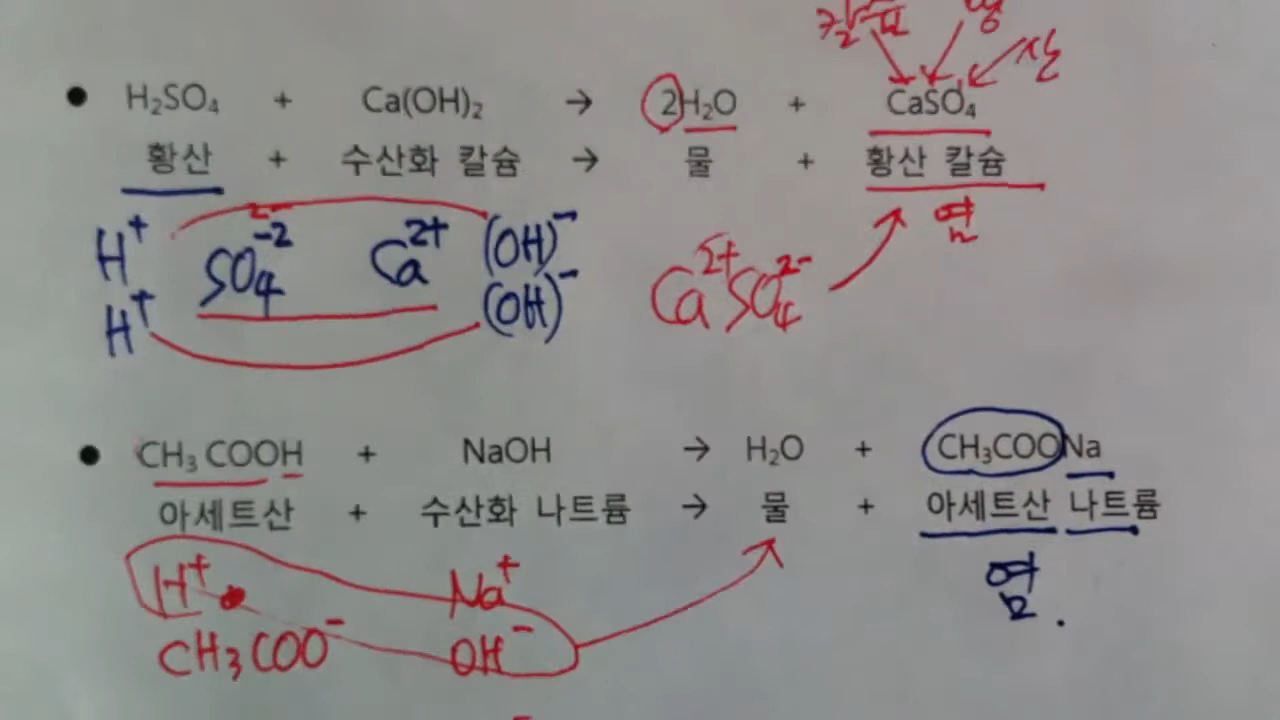 칼슘 황 산
● H₂SO₄ + Ca(OH)₂ → 2H₂O + CaSO₄
황산 + 수산화 칼슘 → 물 + 황산 칼슘
H⁺ SO₄⁻² 2- Ca²⁺ (OH)⁻ 염
H⁺ (OH)⁻ Ca²⁺SO₄²⁻
● CH₃COOH + NaOH → H₂O + CH₃COONa
아세트산 + 수산화 나트륨 → 물 + 아세트산 나트륨
H⁺ Na⁺ 염.
CH₃COO⁻ OH⁻